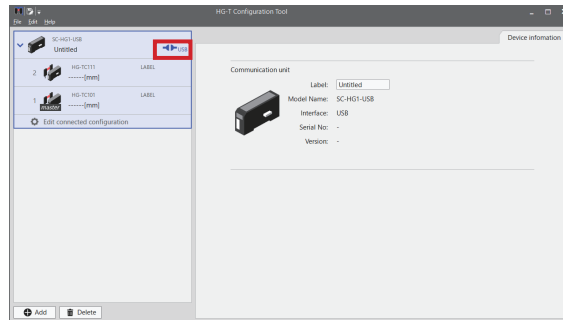 HG-T Configuration Tool
File Edit Help
SC-HG1-USB
Untitled
USB
2 HG-TC111 LABEL
------[mm]
1 HG-TC101 LABEL
master ------[mm]
Edit connected configuration
Add Delete
Device infomation
Communication unit
Label: Untitled
Model Name: SC-HG1-USB
Interface: USB
Serial No: -
Version: -